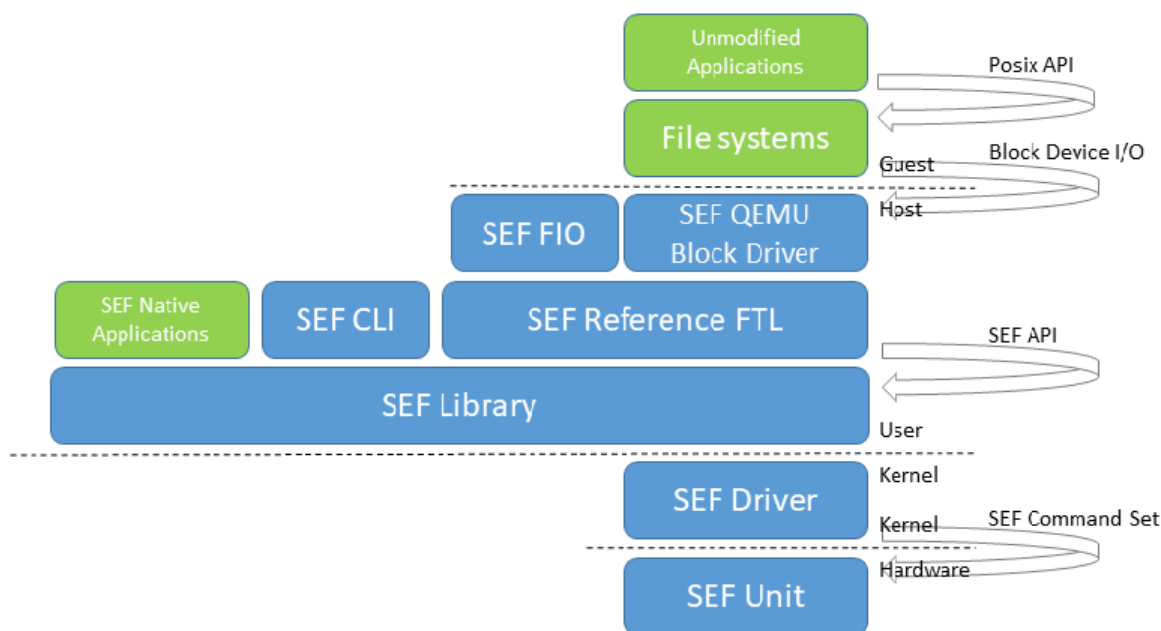 Unmodified
Applications
Posix API
File systems
Block Device I/O
Guest
Host
SEF FIO
SEF QEMU
Block Driver
SEF Native
Applications
SEF CLI
SEF Reference FTL
SEF API
SEF Library
User
Kernel
SEF Driver
Kernel
SEF Command Set
Hardware
SEF Unit